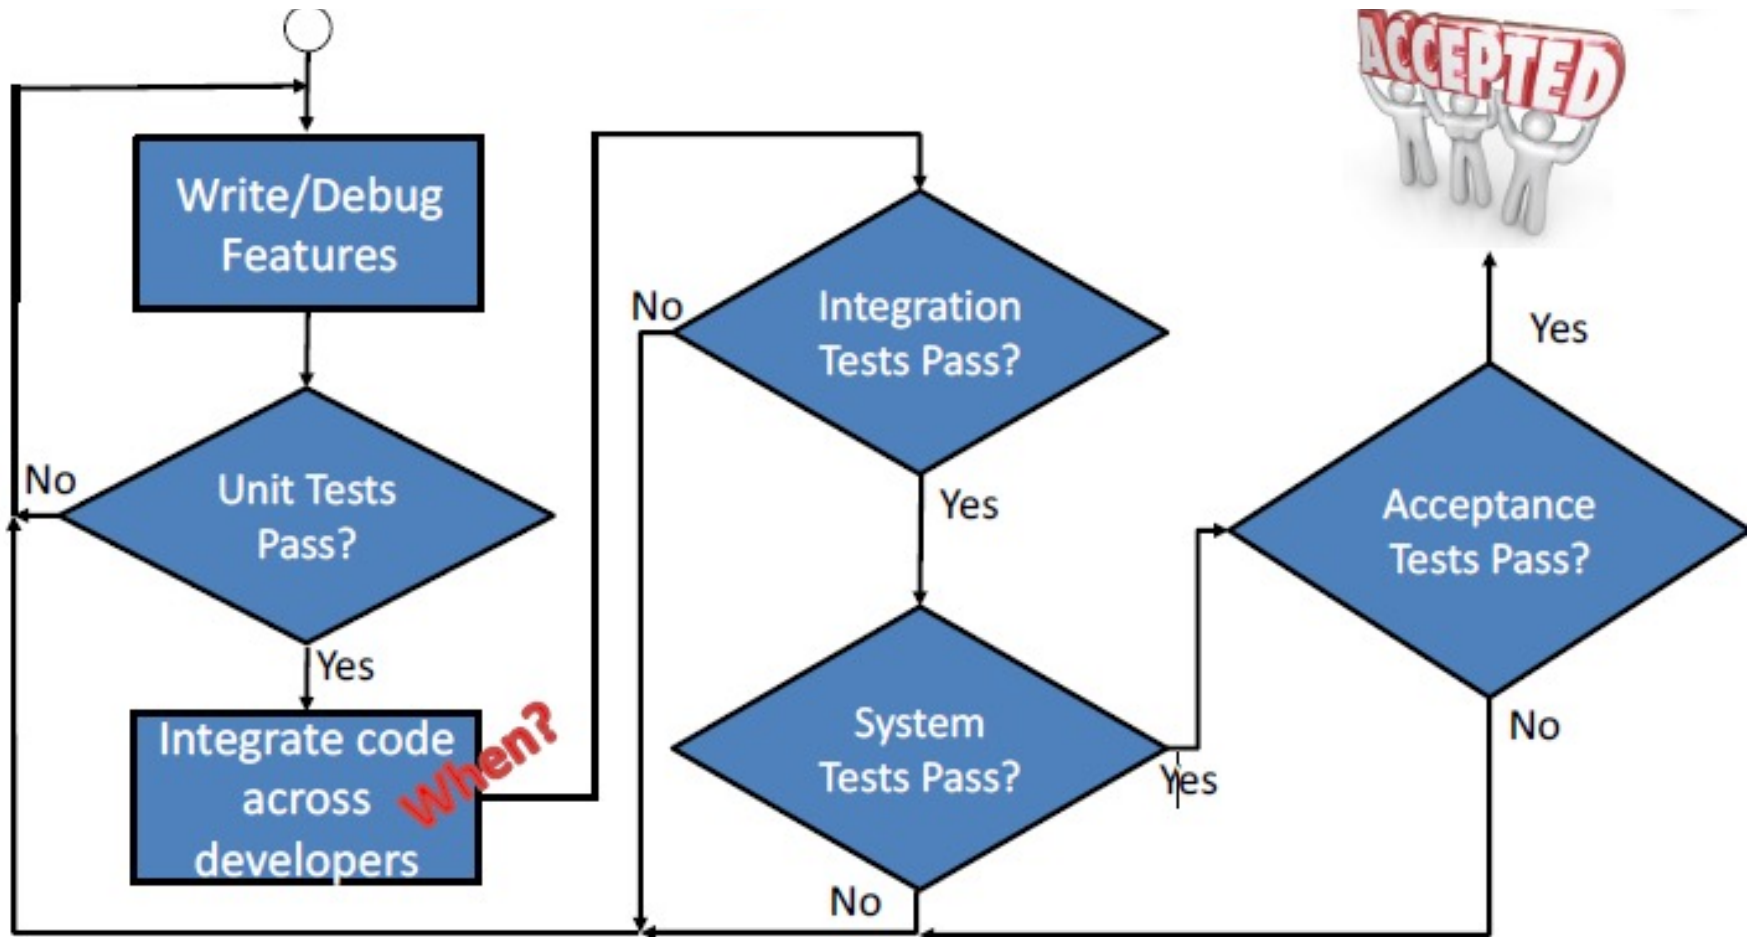 Write/Debug
Features
No
Unit Tests
Pass?
Yes
Integrate code
across
developers
When?
No
Integration
Tests Pass?
Yes
System
Tests Pass?
Yes
No
ACCEPTED
Yes
Acceptance
Tests Pass?
No